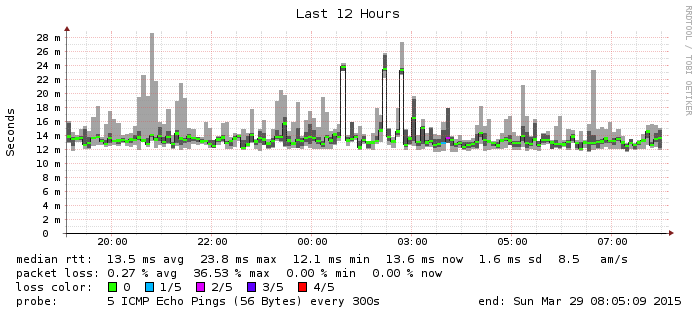 Last 12 Hours
RRDTOOL / TOBI OETIKER
Seconds
28 m
26 m
24 m
22 m
20 m
18 m
16 m
14 m
12 m
10 m
8 m
6 m
4 m
2 m
0
20:00 22:00 00:00 03:00 05:00 07:00
median rtt: 13.5 ms avg 23.8 ms max 12.1 ms min 13.6 ms now 1.6 ms sd 8.5 am/s
packet loss: 0.27 % avg 36.53 % max 0.00 % min 0.00 % now
loss color: 0 1/5 2/5 3/5 4/5
probe: 5 ICMP Echo Pings (56 Bytes) every 300s end: Sun Mar 29 08:05:09 2015